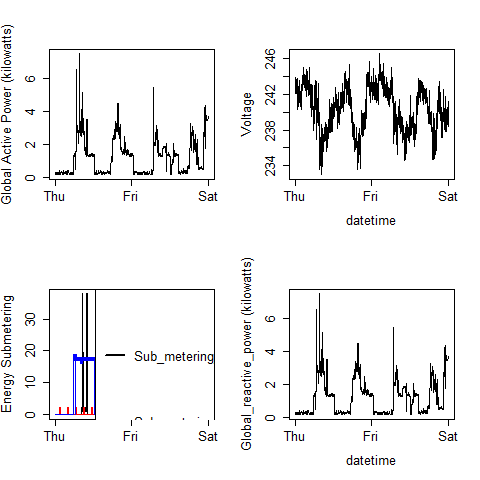 Global Active Power (kilowatts)
0 2 4 6
Thu Fri Sat
Voltage
234 238 242 246
Thu Fri Sat
datetime
Energy Submetering
0 10 20 30
Sub_metering
Thu Fri Sat
Global_reactive_power (kilowatts)
0 2 4 6
Thu Fri Sat
datetime